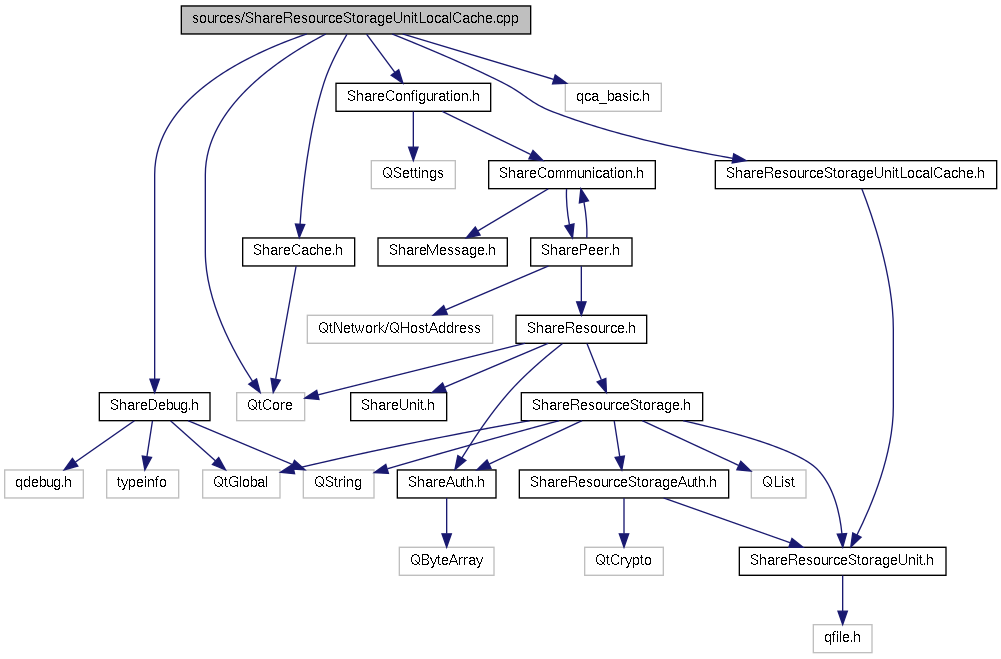 sources/ShareResourceStorageUnitLocalCache.cpp
ShareConfiguration.h
qca_basic.h
QSettings
ShareCommunication.h
ShareResourceStorageUnitLocalCache.h
ShareCache.h
ShareMessage.h
SharePeer.h
QtNetwork/QHostAddress
ShareResource.h
ShareDebug.h
QtCore
ShareUnit.h
ShareResourceStorage.h
qdebug.h
typeinfo
QtGlobal
QString
ShareAuth.h
ShareResourceStorageAuth.h
QList
QByteArray
QtCrypto
ShareResourceStorageUnit.h
qfile.h